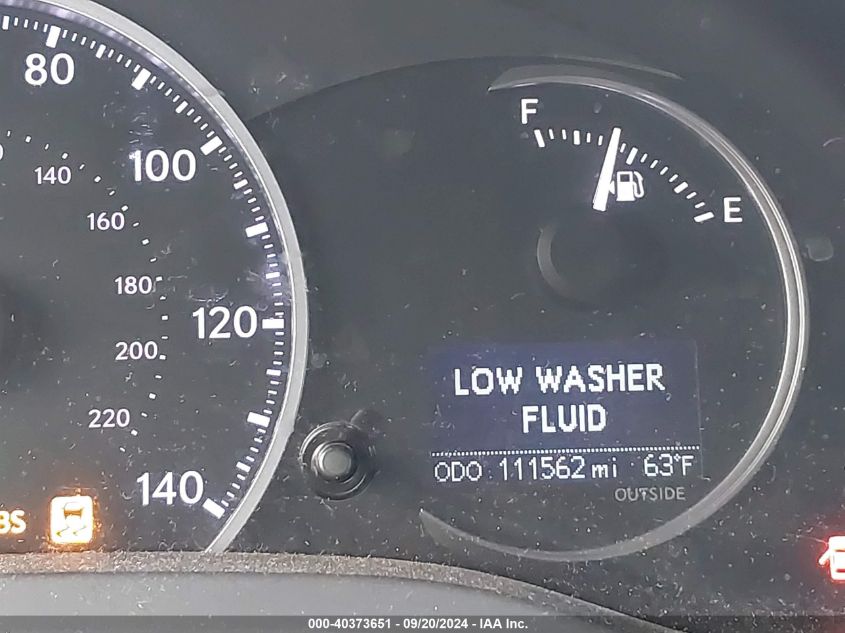 80
100
120
140
140
160
180
200
220
F
E
LOW WASHER
FLUID
ODO 111562 mi 63°F
OUTSIDE
000-40373651 - 09/20/2024 - IAA Inc.